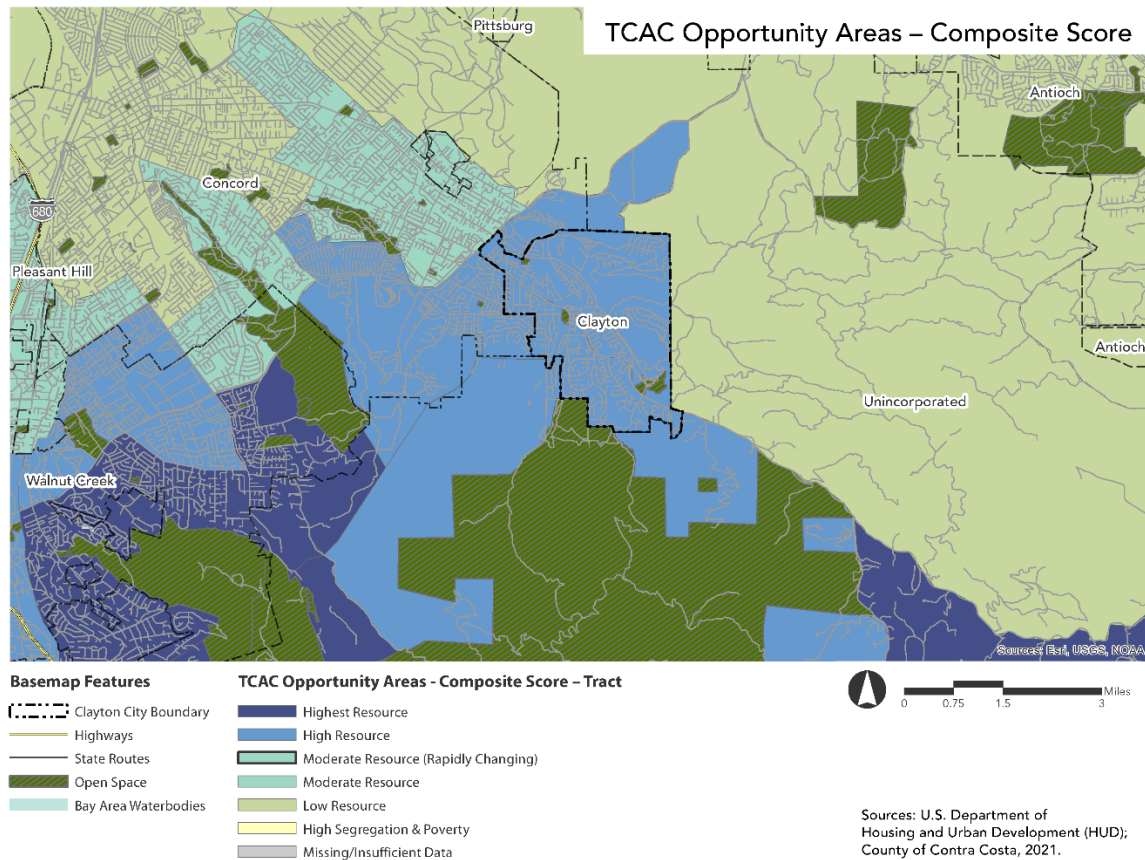 Pittsburg
TCAC Opportunity Areas – Composite Score
Antioch
Concord
680
Pleasant Hill
Clayton
Antioch
Unincorporated
Walnut Creek
Sources: Esri, USGS, NOAA
Basemap Features
Clayton City Boundary
Highways
State Routes
Open Space
Bay Area Waterbodies
TCAC Opportunity Areas - Composite Score – Tract
Highest Resource
High Resource
Moderate Resource (Rapidly Changing)
Moderate Resource
Low Resource
High Segregation & Poverty
Missing/Insufficient Data
Miles
0 0.75 1.5 3
Sources: U.S. Department of
Housing and Urban Development (HUD);
County of Contra Costa, 2021.